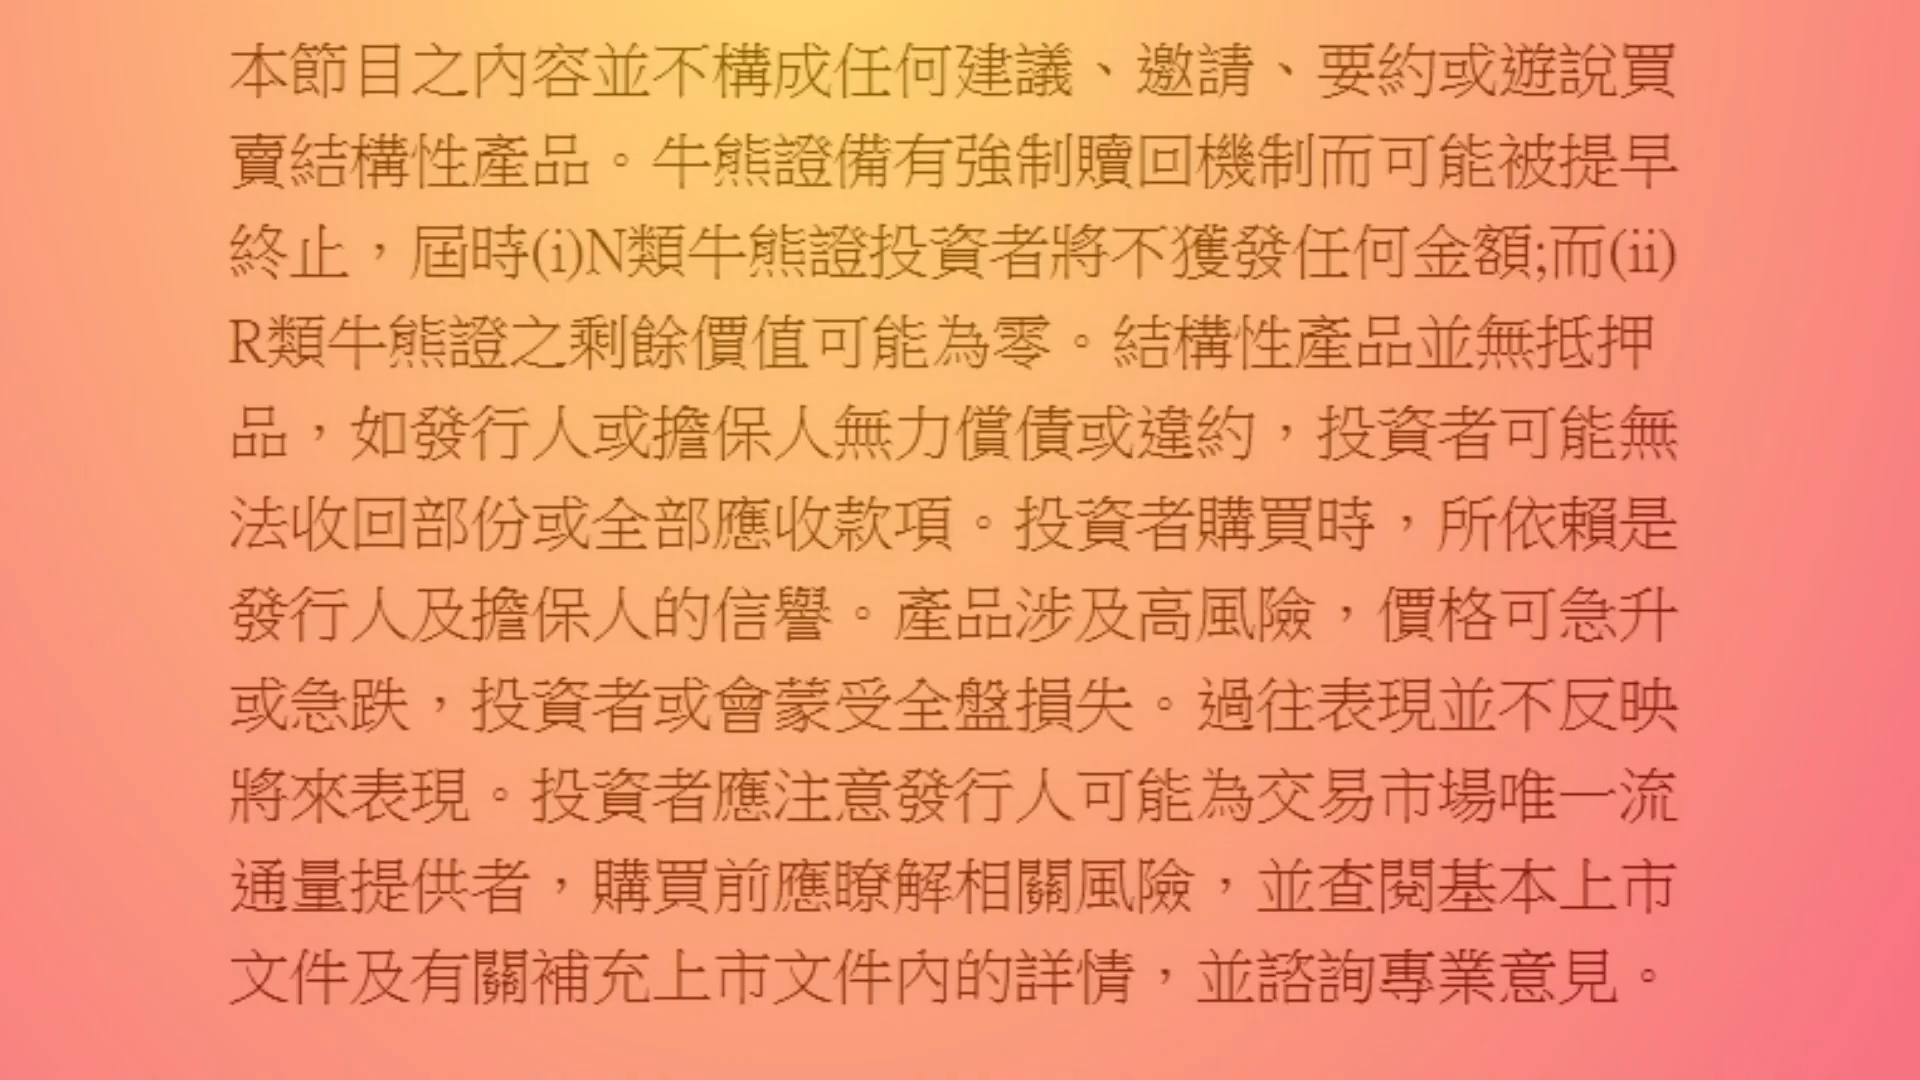 本節目之內容並不構成任何建議、邀請、要約或遊說買
賣結構性產品。牛熊證備有強制贖回機制而可能被提早
終止，屆時(i)N類牛熊證投資者將不獲發任何金額;而(ii)
R類牛熊證之剩餘價值可能為零。結構性產品並無抵押
品，如發行人或擔保人無力償債或違約，投資者可能無
法收回部份或全部應收款項。投資者購買時，所依賴是
發行人及擔保人的信譽。產品涉及高風險，價格可急升
或急跌，投資者或會蒙受全盤損失。過往表現並不反映
將來表現。投資者應注意發行人可能為交易市場唯一流
通量提供者，購買前應瞭解相關風險，並查閱基本上市
文件及有關補充上市文件內的詳情，並諮詢專業意見。